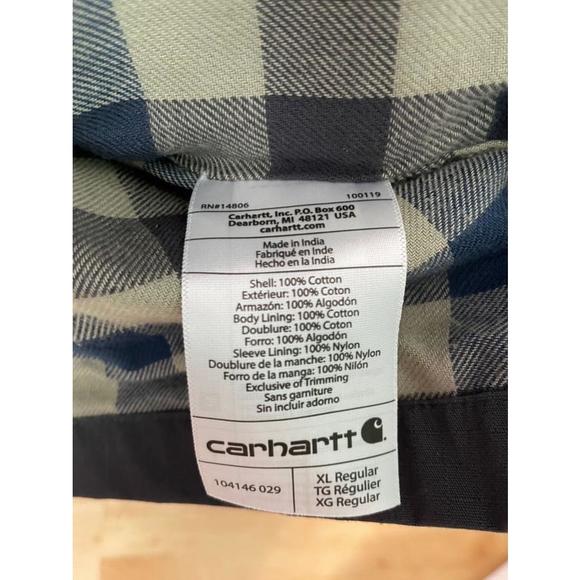 RN#14806 100119
Carhartt, Inc. P.O. Box 600
Dearborn, MI 48121 USA
carhartt.com
Made in India
Fabriqué en Inde
Hecho en la India
Shell: 100% Cotton
Extérieur: 100% Coton
Armazón: 100% Algodón
Body Lining: 100% Cotton
Doublure: 100% Coton
Forro: 100% Algodón
Sleeve Lining: 100% Nylon
Doublure de la manche: 100% Nylon
Forro de la manga: 100% Nilón
Exclusive of Trimming
Sans garniture
Sin incluir adorno
carhartt
104146 029
XL Regular
TG Régulier
XG Regular